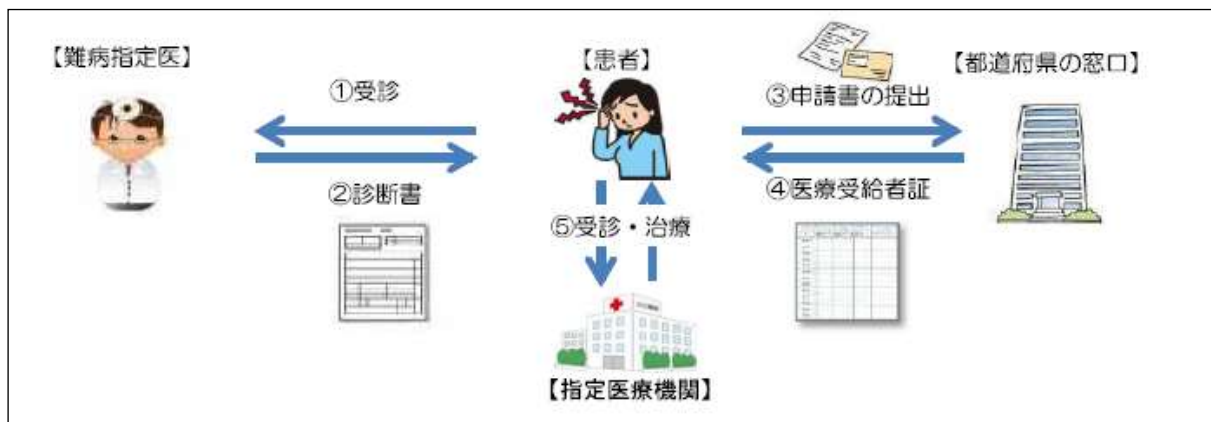 【難病指定医】
①受診
②診断書
【患者】
⑤受診・治療
【指定医療機関】
③申請書の提出
④医療受給者証
【都道府県の窓口】